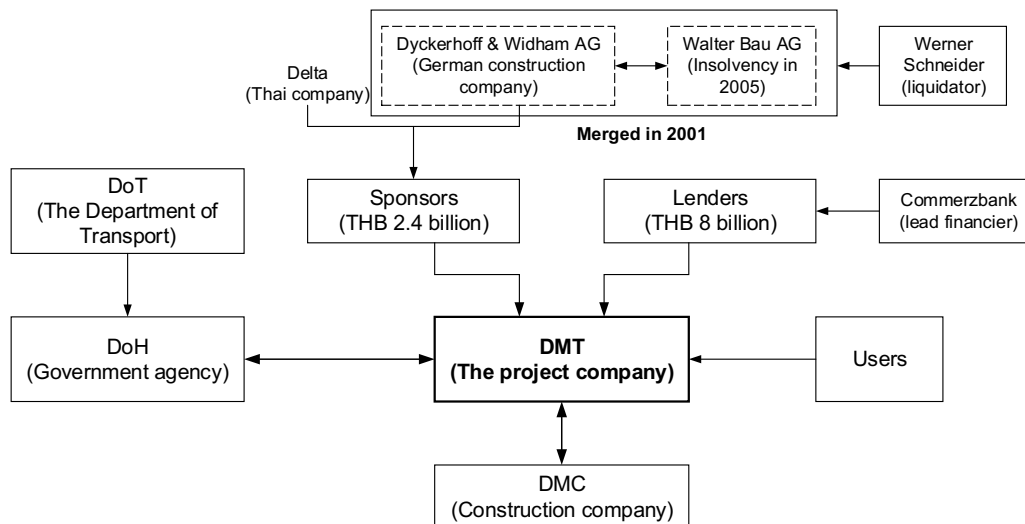 Dyckerhoff & Widham AG
(German construction
company)
Walter Bau AG
(Insolvency in
2005)
Werner
Schneider
(liquidator)
Delta
(Thai company)
Merged in 2001
DoT
(The Department of
Transport)
Sponsors
(THB 2.4 billion)
Lenders
(THB 8 billion)
Commerzbank
(lead financier)
DoH
(Government agency)
DMT
(The project company)
Users
DMC
(Construction company)